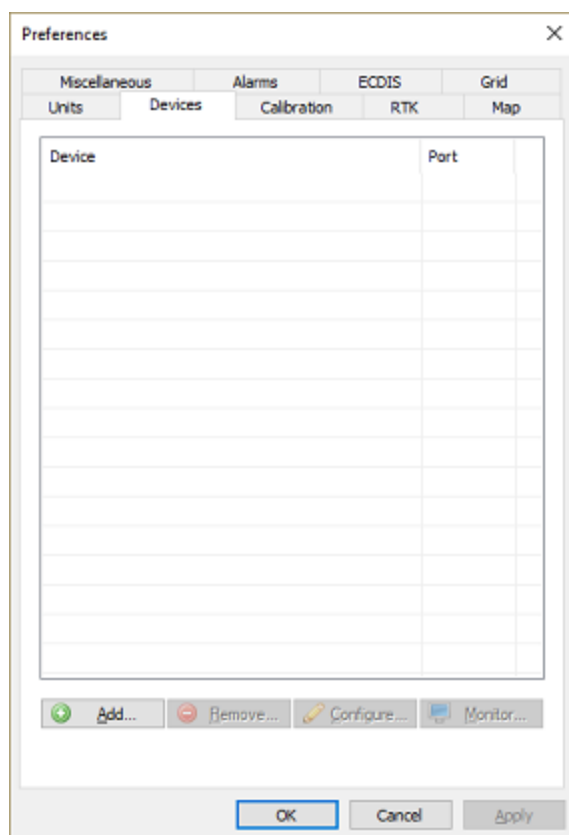 Preferences
Miscellaneous Alarms ECDIS Grid
Units Devices Calibration RTK Map
Device Port
Add... Remove... Configure... Monitor...
OK Cancel Apply